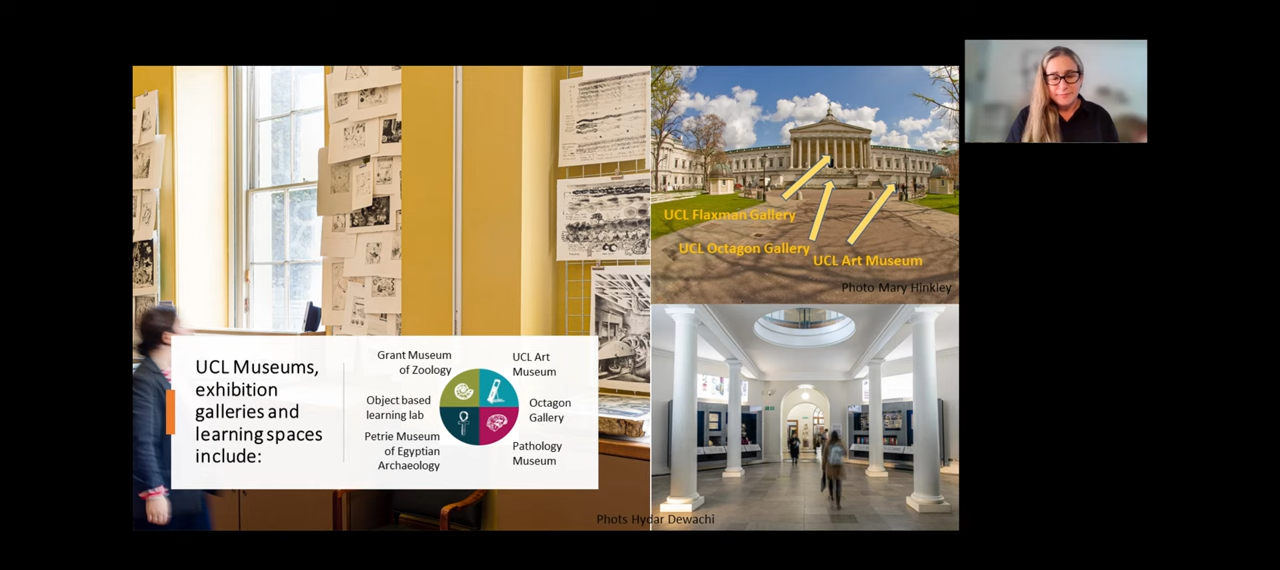 UCL Museums,
exhibition
galleries and
learning spaces
include:
Grant Museum
of Zoology
Object based
learning lab
Petrie Museum
of Egyptian
Archaeology
UCL Art
Museum
Octagon
Gallery
Pathology
Museum
Phots Hydar Dewachi
UCL Flaxman Gallery
UCL Octagon Gallery
UCL Art Museum
Photo Mary Hinkley